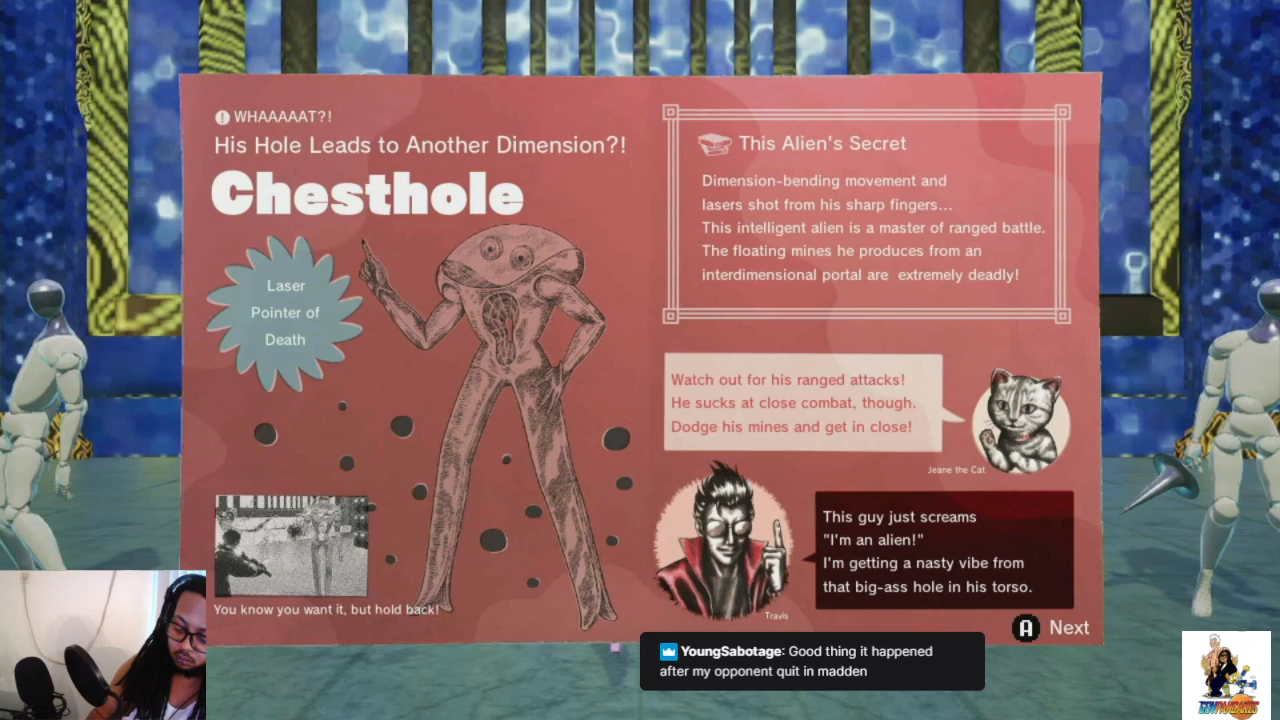 WHAAAAAT?!
His Hole Leads to Another Dimension?!
Chesthole
Laser
Pointer of
Death
You know you want it, but hold back!
This Alien's Secret
Dimension-bending movement and
lasers shot from his sharp fingers...
This intelligent alien is a master of ranged battle.
The floating mines he produces from an
interdimensional portal are  extremely deadly!
Watch out for his ranged attacks!
He sucks at close combat, though.
Dodge his mines and get in close!
Jeane the Cat
This guy just screams
"I'm an alien!"
I'm getting a nasty vibe from
that big-ass hole in his torso.
Travis
A Next
YoungSabotage: Good thing it happened
after my opponent quit in madden